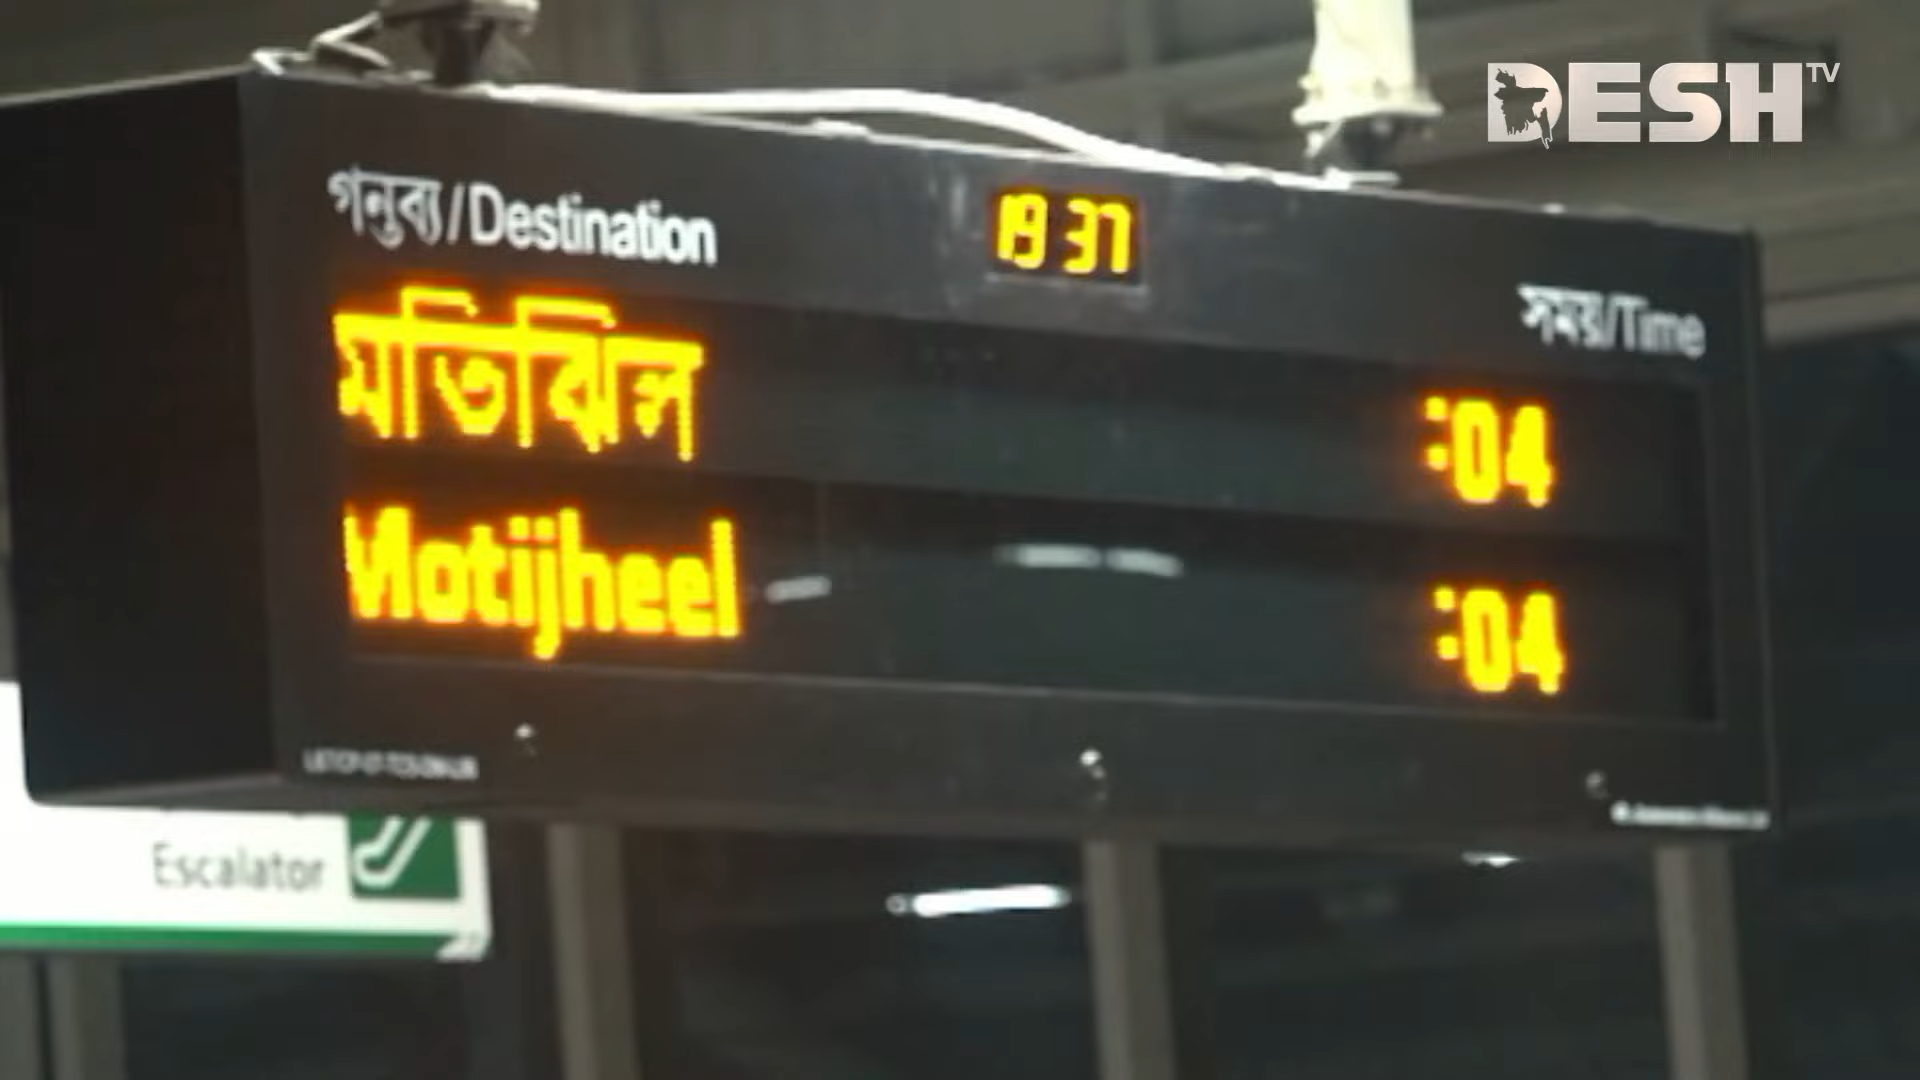 DESH TV
গন্তব্য/Destination
19 37
সময়/Time
মতিঝিল :04
Motijheel :04
Escalator